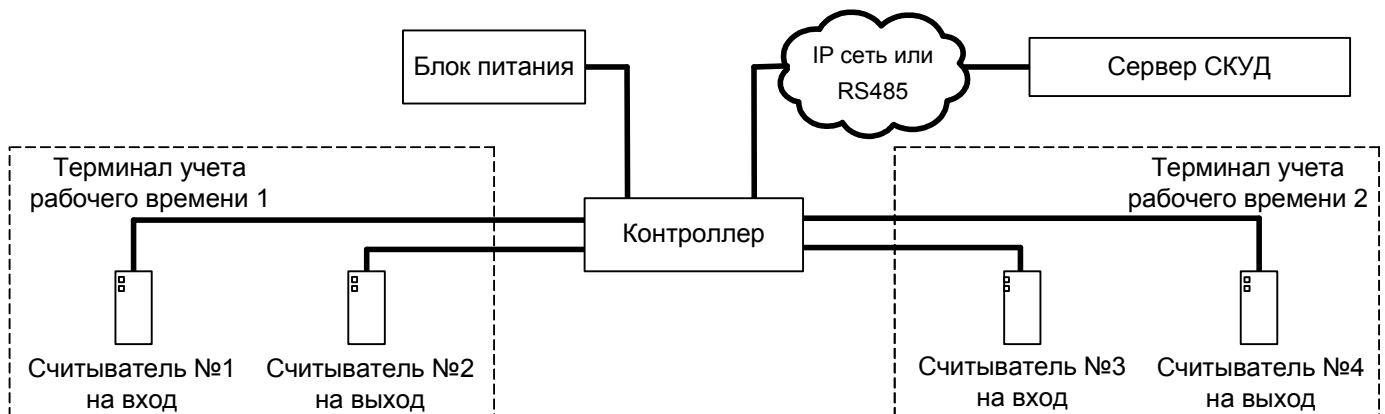 Блок питания
IP сеть или
RS485
Сервер СКУД
Терминал учета
рабочего времени 1
Контроллер
Терминал учета
рабочего времени 2
Считыватель №1
на вход
Считыватель №2
на выход
Считыватель №3
на вход
Считыватель №4
на выход